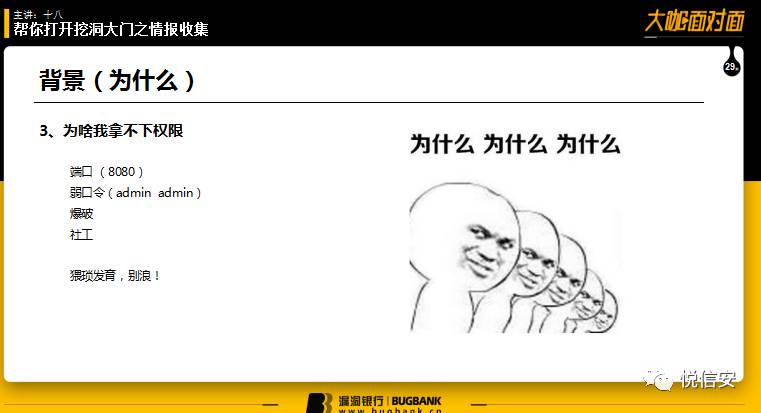 主讲：十八
帮你打开挖洞大门之情报收集
大咖面对面
29
背景（为什么）
3、为啥我拿不下权限
为什么 为什么 为什么
端口 （8080）
弱口令（admin admin）
爆破
社工
猥琐发育，别浪！
悦信安
漏洞银行 | BUGBANK
www.bugbank.cn